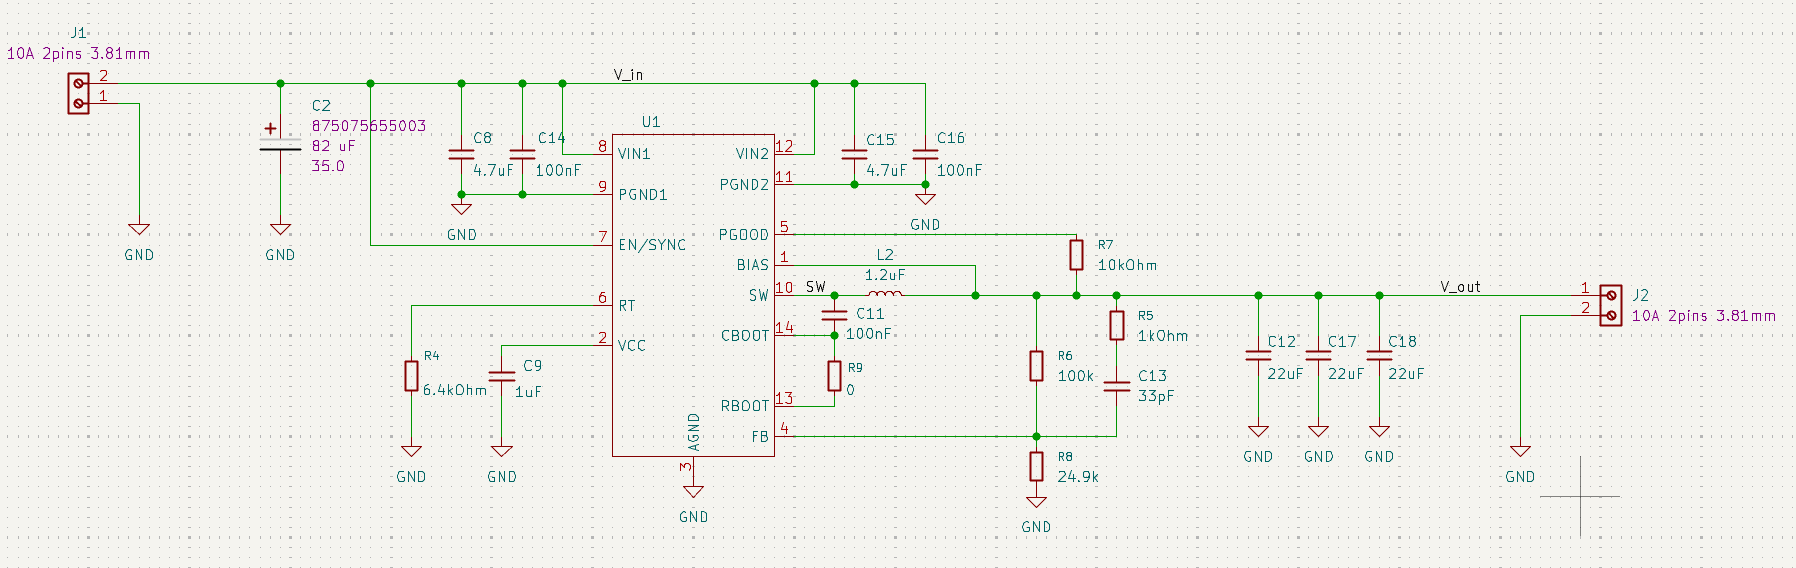 J1
10A 2pins 3.81mm
2
1
GND
C2
875075655003
82 uF
35.0
GND
V_in
C8
4.7uF
C14
100nF
GND
U1
8 VIN1
9 PGND1
7 EN/SYNC
6 RT
2 VCC
3 AGND
GND
VIN2 12
PGND2 11
PGOOD 5
BIAS 1
SW 10
CBOOT 14
RBOOT 13
FB 4
C15
4.7uF
C16
100nF
GND
R4
6.4kOhm
GND
C9
1uF
GND
SW
L2
1.2uF
C11
100nF
R9
0
R7
10kOhm
R5
1kOhm
R6
100k
C13
33pF
R8
24.9k
GND
V_out
C12
22uF
GND
C17
22uF
GND
C18
22uF
GND
1
2
J2
10A 2pins 3.81mm
GND